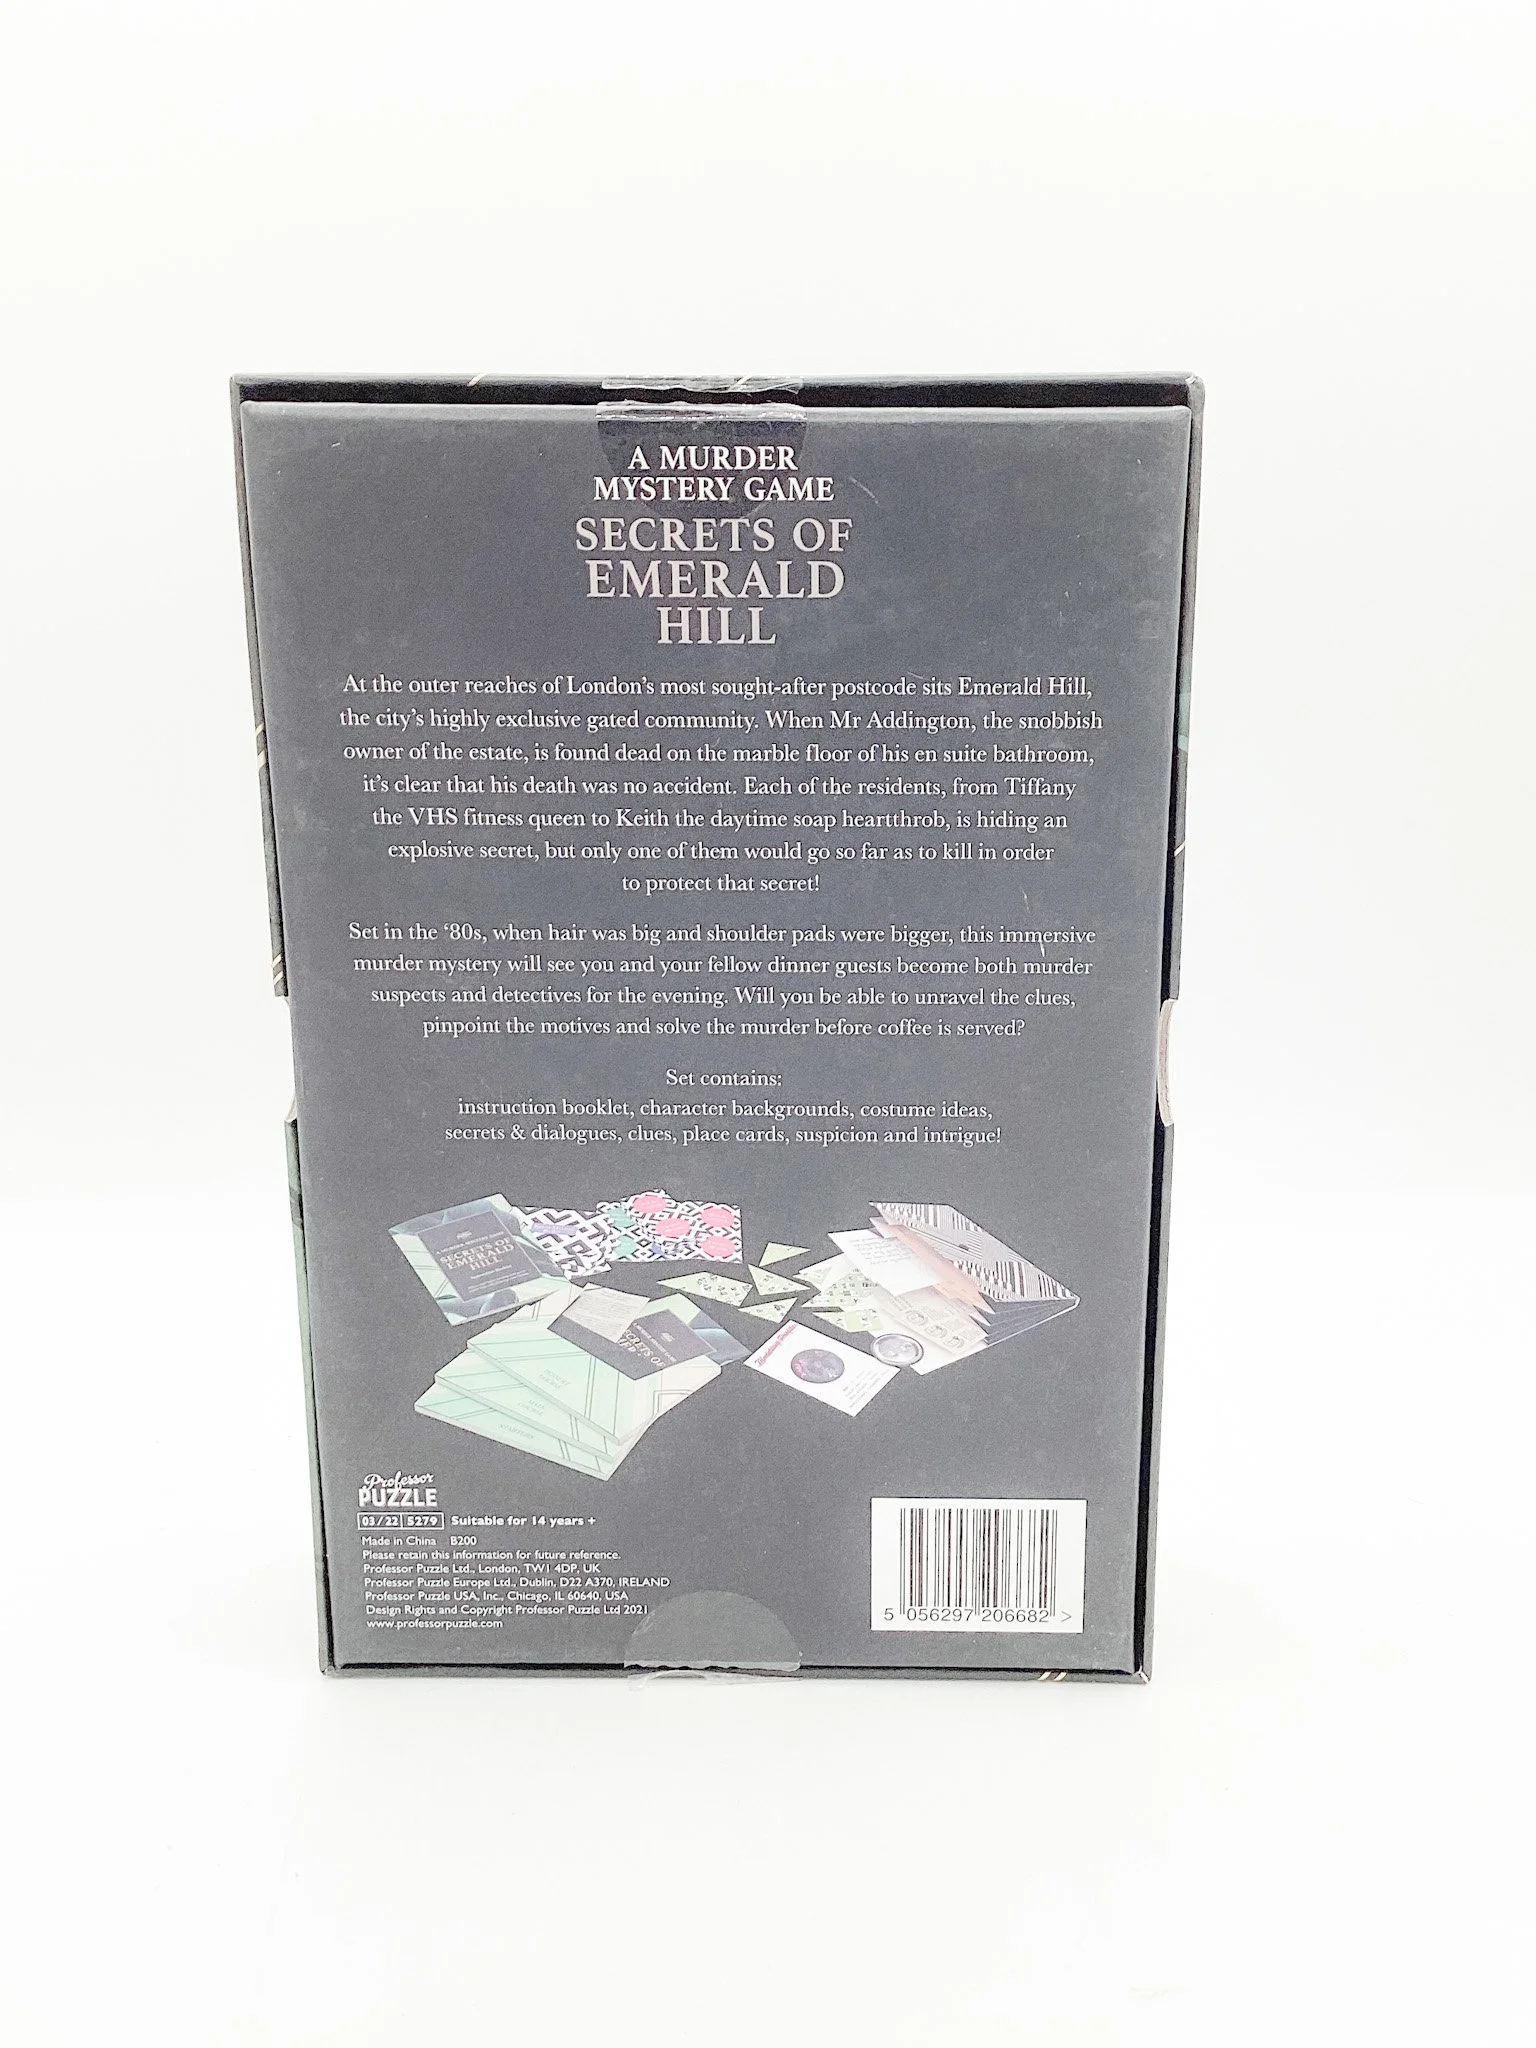 A MURDER
MYSTERY GAME
SECRETS OF
EMERALD
HILL
At the outer reaches of London's most sought-after postcode sits Emerald Hill,
the city's highly exclusive gated community. When Mr Addington, the snobbish
owner of the estate, is found dead on the marble floor of his en suite bathroom,
it's clear that his death was no accident. Each of the residents, from Tiffany
the VHS fitness queen to Keith the daytime soap heartthrob, is hiding an
explosive secret, but only one of them would go so far as to kill in order
to protect that secret!
Set in the ‘80s, when hair was big and shoulder pads were bigger, this immersive
murder mystery will see you and your fellow dinner guests become both murder
suspects and detectives for the evening. Will you be able to unravel the clues,
pinpoint the motives and solve the murder before coffee is served?
Set contains:
instruction booklet, character backgrounds, costume ideas,
secrets & dialogues, clues, place cards, suspicion and intrigue!
A MURDER MYSTERY GAME
SECRETS OF
EMERALD
HILL
SECRETS OF
STARTERS
Professor
PUZZLE
03/22 5279 Suitable for 14 years +
Made in China B200
Please retain this information for future reference.
Professor Puzzle Ltd., London, TW1 4DP, UK
Professor Puzzle Europe Ltd., Dublin, D22 A370, IRELAND
Professor Puzzle USA, Inc., Chicago, IL 60640, USA
Design Rights and Copyright Professor Puzzle Ltd 2021
www.professorpuzzle.com
5 056297 206682 >